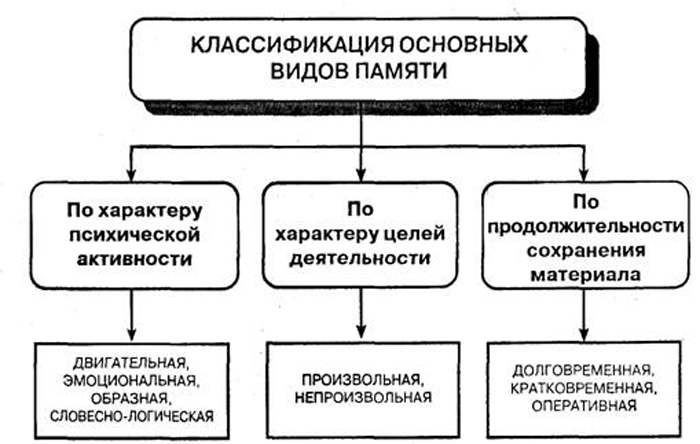 КЛАССИФИКАЦИЯ ОСНОВНЫХ
ВИДОВ ПАМЯТИ
По характеру
психической
активности
По
характеру целей
деятельности
По
продолжительности
сохранения
материала
ДВИГАТЕЛЬНАЯ,
ЭМОЦИОНАЛЬНАЯ,
ОБРАЗНАЯ,
СЛОВЕСНО-ЛОГИЧЕСКАЯ
ПРОИЗВОЛЬНАЯ,
НЕПРОИЗВОЛЬНАЯ
ДОЛГОВРЕМЕННАЯ,
КРАТКОВРЕМЕННАЯ,
ОПЕРАТИВНАЯ